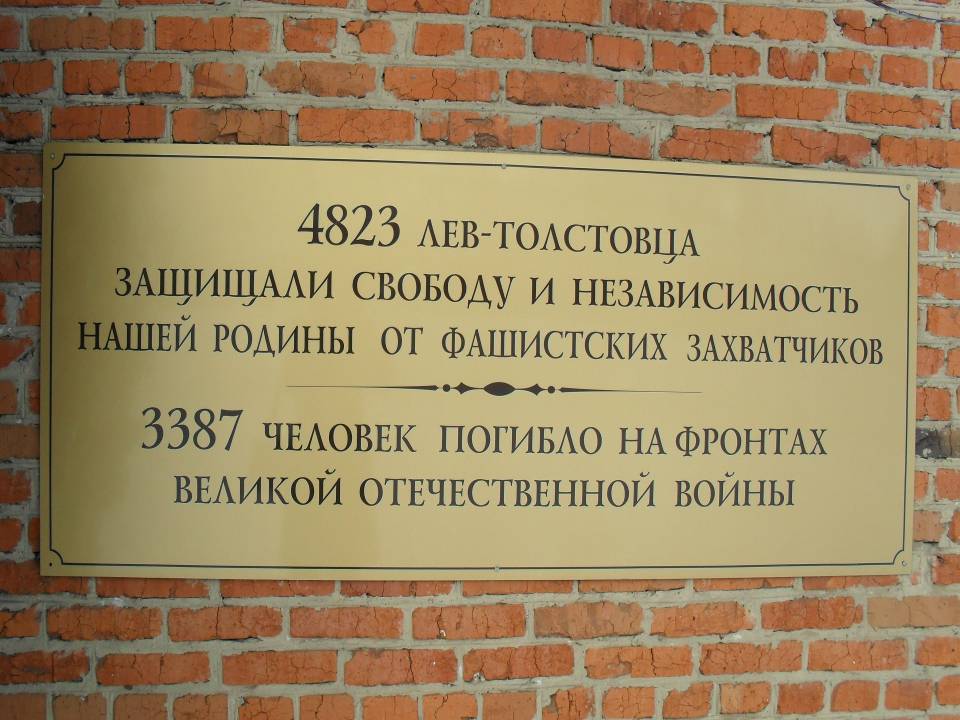 4823 ЛЕВ-ТОЛСТОВЦА
ЗАЩИЩАЛИ СВОБОДУ И НЕЗАВИСИМОСТЬ
НАШЕЙ РОДИНЫ ОТ ФАШИСТСКИХ ЗАХВАТЧИКОВ
3387 ЧЕЛОВЕК ПОГИБЛО НА ФРОНТАХ
ВЕЛИКОЙ ОТЕЧЕСТВЕННОЙ ВОЙНЫ